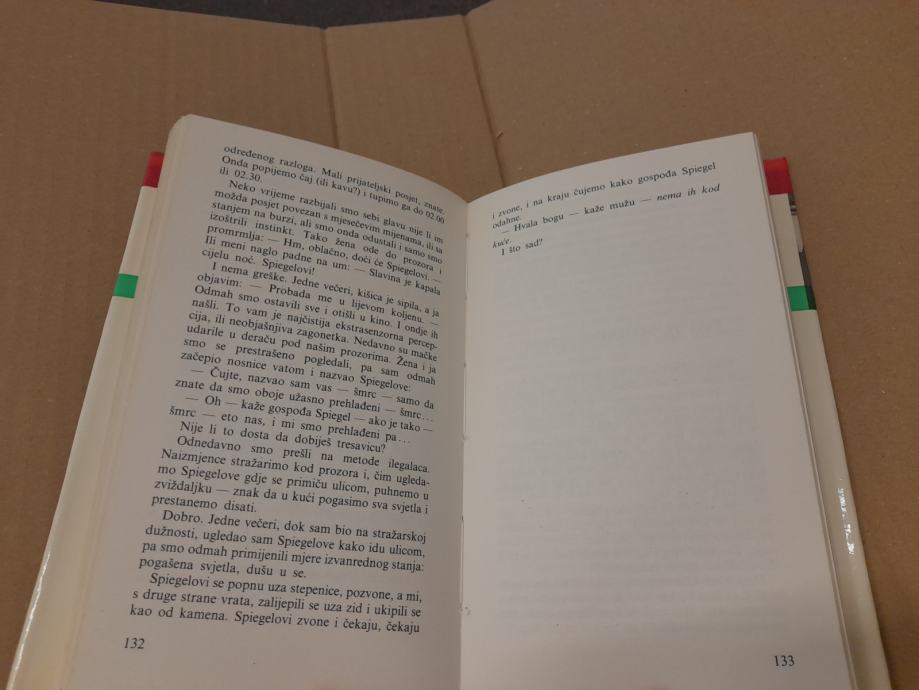 određenog razloga. Mali prijateljski posjet, znate.
Onda popijemo čaj (ili kavu?) i tupimo ga do 02.00
ili 02.30.
Neko vrijeme razbijali smo sebi glavu nije li im
možda posjet povezan s mjesečevim mijenama, ili sa
stanjem na burzi, ali smo onda odustali i samo smo
izoštrili instinkt. Tako žena ode do prozora i
promrmlja: — Hm, oblačno, doći će Spiegelovi. —
Ili meni naglo padne na um: — Slavina je kapala
cijelu noć. Spiegelovi!
I nema greške. Jedne večeri, kišica je sipila, a ja
objavim: — Probada me u lijevom koljenu. —
Odmah smo ostavili sve i otišli u kino. I ondje ih
našli. To vam je najčistija ekstrasenzorna percep-
cija, ili neobjašnjiva zagonetka. Nedavno su mačke
udarile u deraču pod našim prozorima. Žena i ja
smo se prestrašeno pogledali, pa sam odmah
začepio nosnice vatom i nazvao Spiegelove:
— Čujte, nazvao sam vas — šmrc — samo da
znate da smo oboje užasno prehlađeni — šmrc...
— Oh — kaže gospođa Spiegel — ako je tako —
šmrc — eto nas, i mi smo prehlađeni pa...
Nije li to dosta da dobiješ tresavicu?
Odnedavno smo prešli na metode ilegalaca.
Naizmjence stražarimo kod prozora i, čim ugleda-
mo Spiegelove gdje se primiču ulicom, puhnemo u
zviždaljku — znak da u kući pogasimo sva svjetla i
prestanemo disati.
Dobro. Jedne večeri, dok sam bio na stražarskoj
dužnosti, ugledao sam Spiegelove kako idu ulicom,
pa smo odmah primijenili mjere izvanrednog stanja:
pogašena svjetla, dušu u se.
Spiegelovi se popnu uza stepenice, pozvone, a mi,
s druge strane vrata, zalijepili se uza zid i ukipili se
kao od kamena. Spiegelovi zvone i čekaju, čekaju
132
i zvone, i na kraju čujemo kako gospođa Spiegel
odahne.
— Hvala bogu — kaže mužu — nema ih kod
kuće.
I što sad?
133